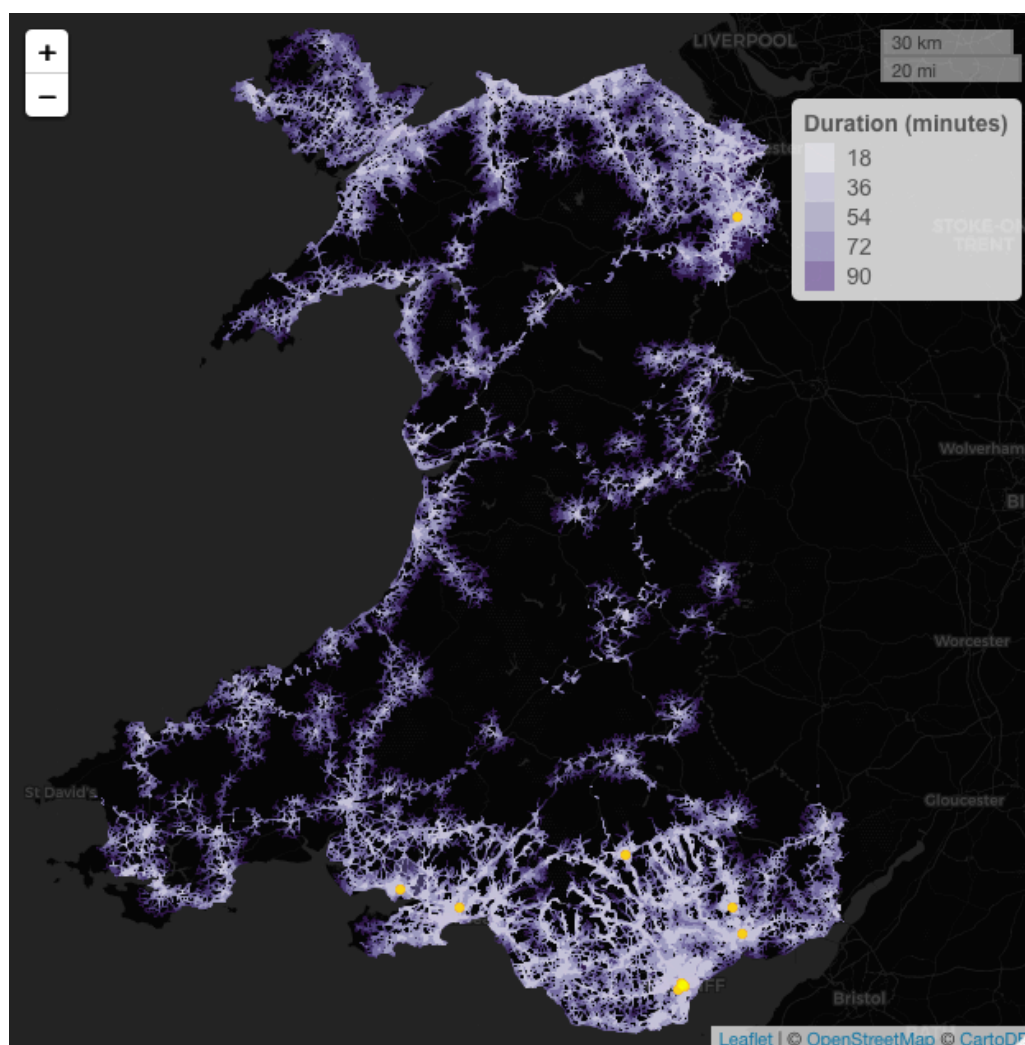 +
−
LIVERPOOL
30 km
20 mi
Duration (minutes)
18
36
54
72
90
STOKE-ON
TRENT
Wolverham
Worcester
St David's
Gloucester
Bristol
Leaflet | © OpenStreetMap © CartoDB